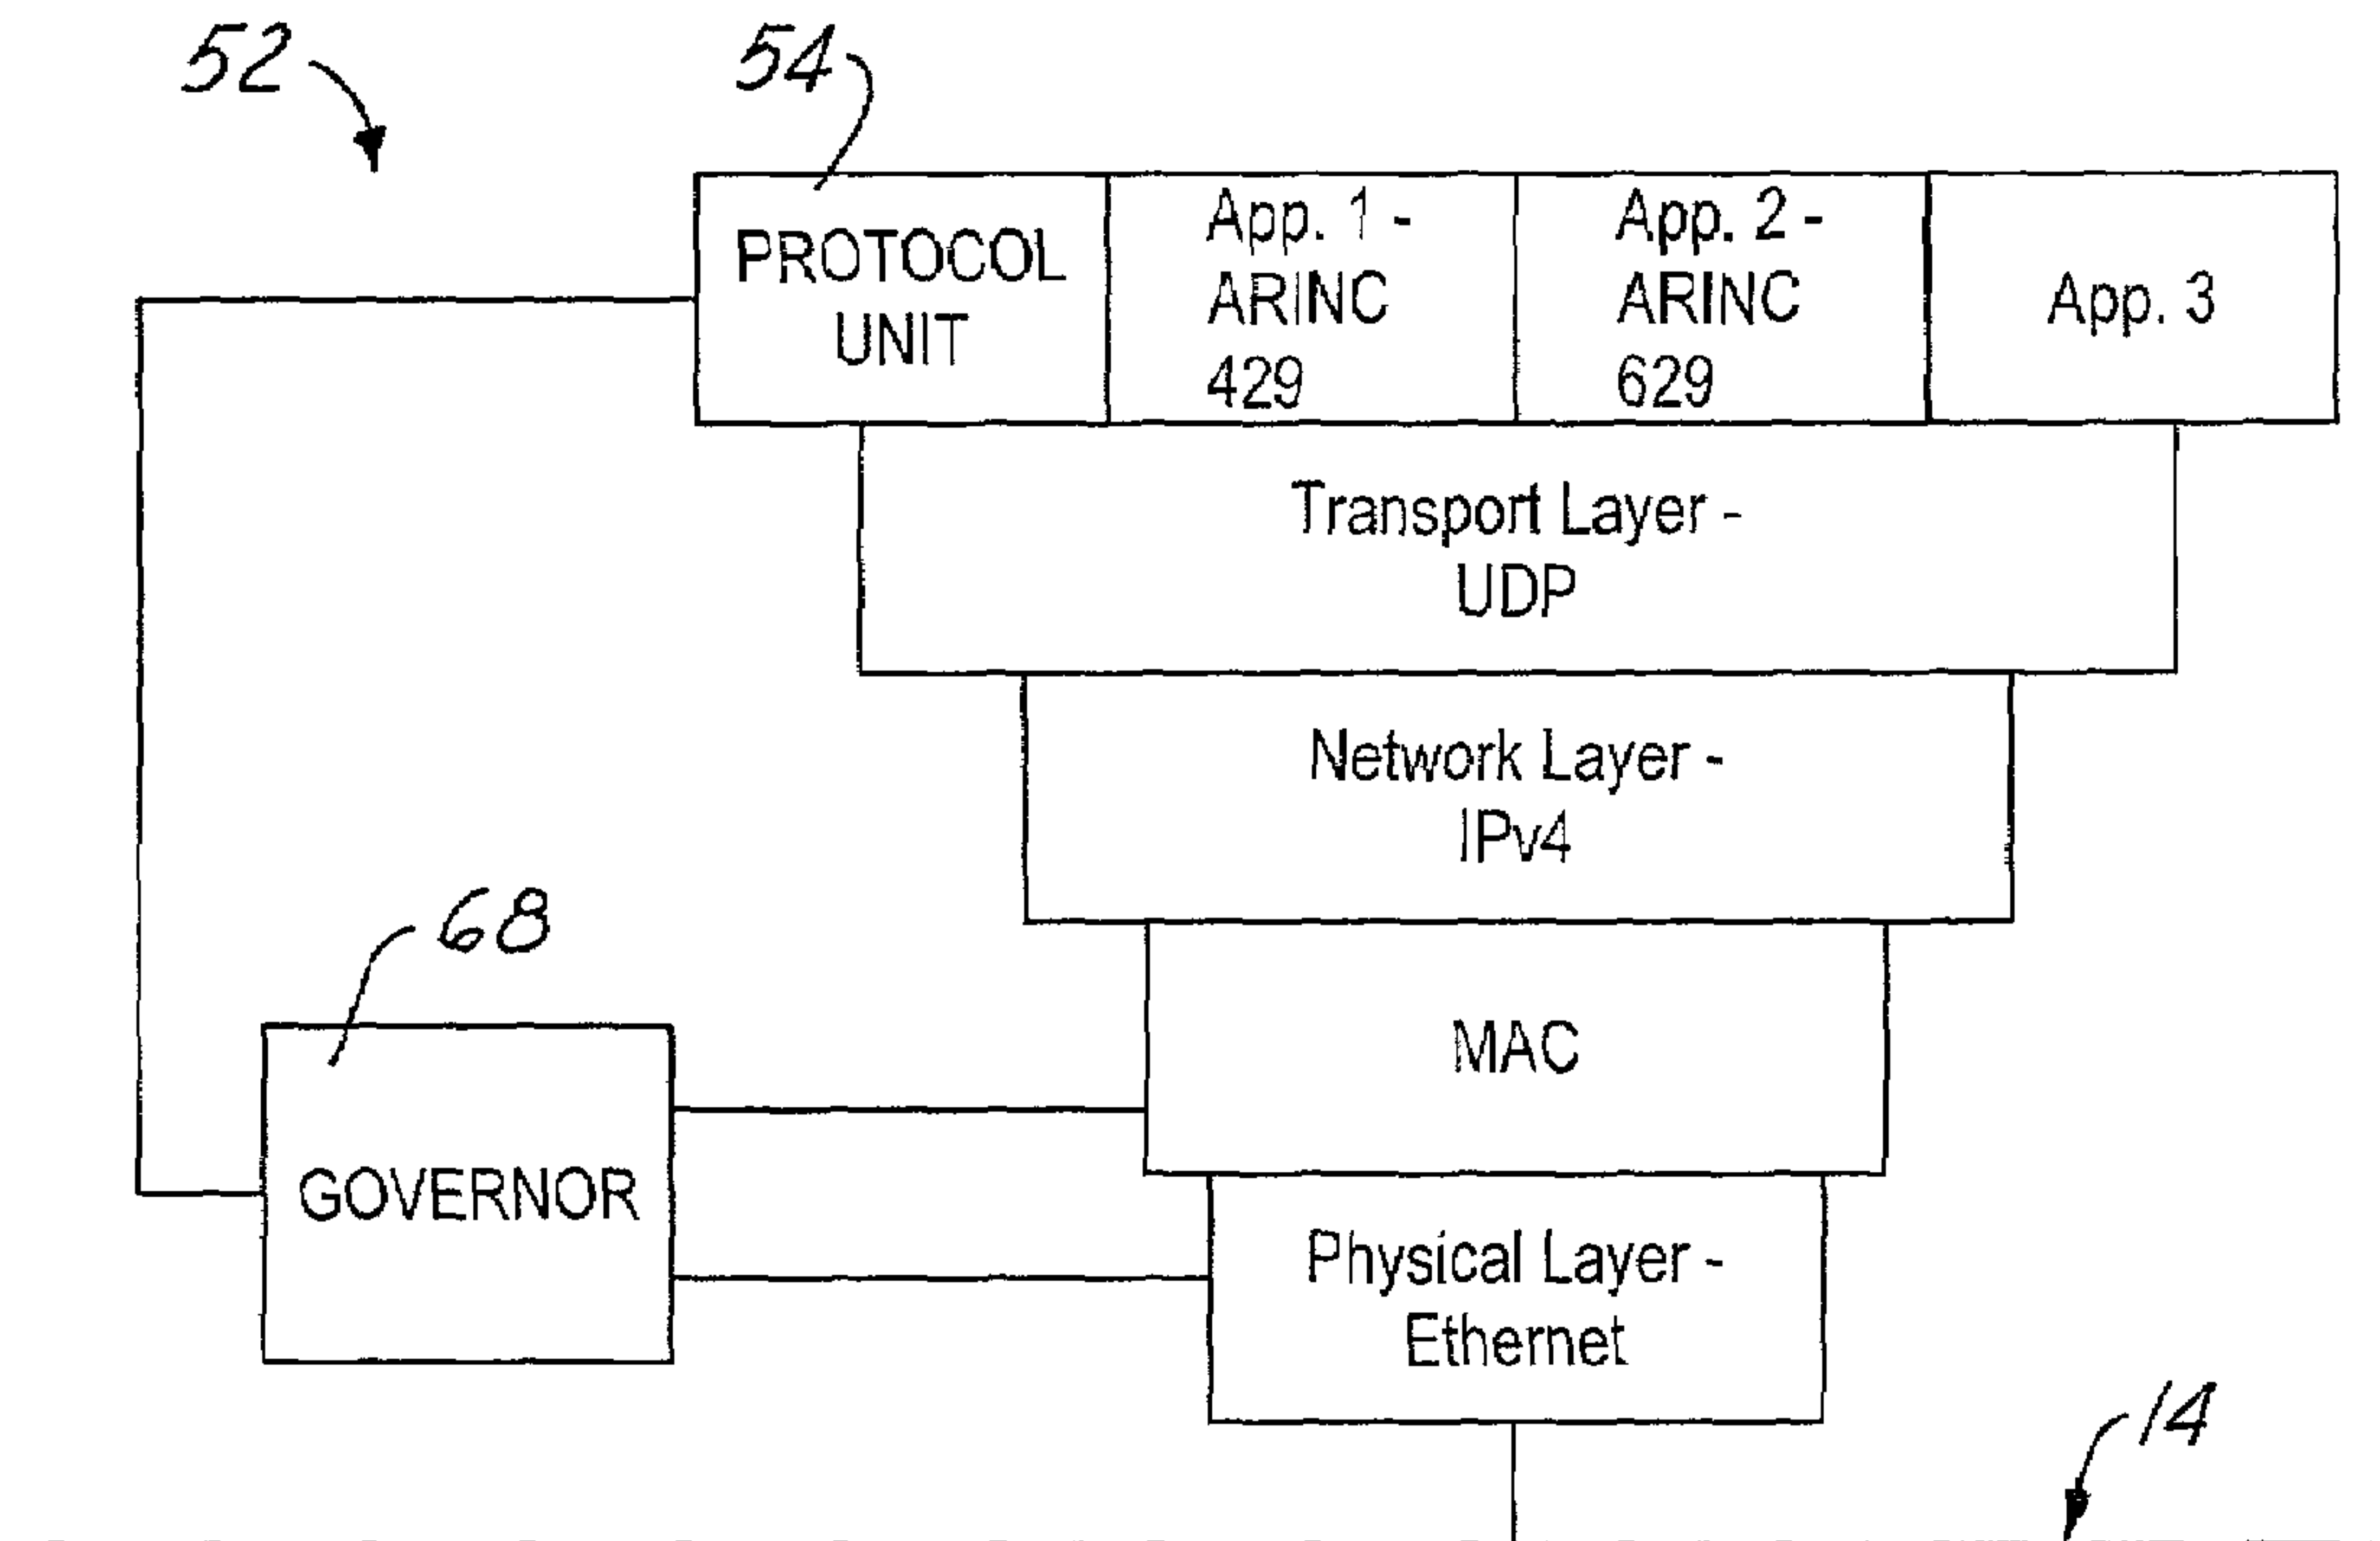 52
54
PROTOCOL
UNIT
App. 1 -
ARINC
429
App. 2 -
ARINC
629
App. 3
Transport Layer -
UDP
Network Layer -
IPv4
68
MAC
GOVERNOR
Physical Layer -
Ethernet
14